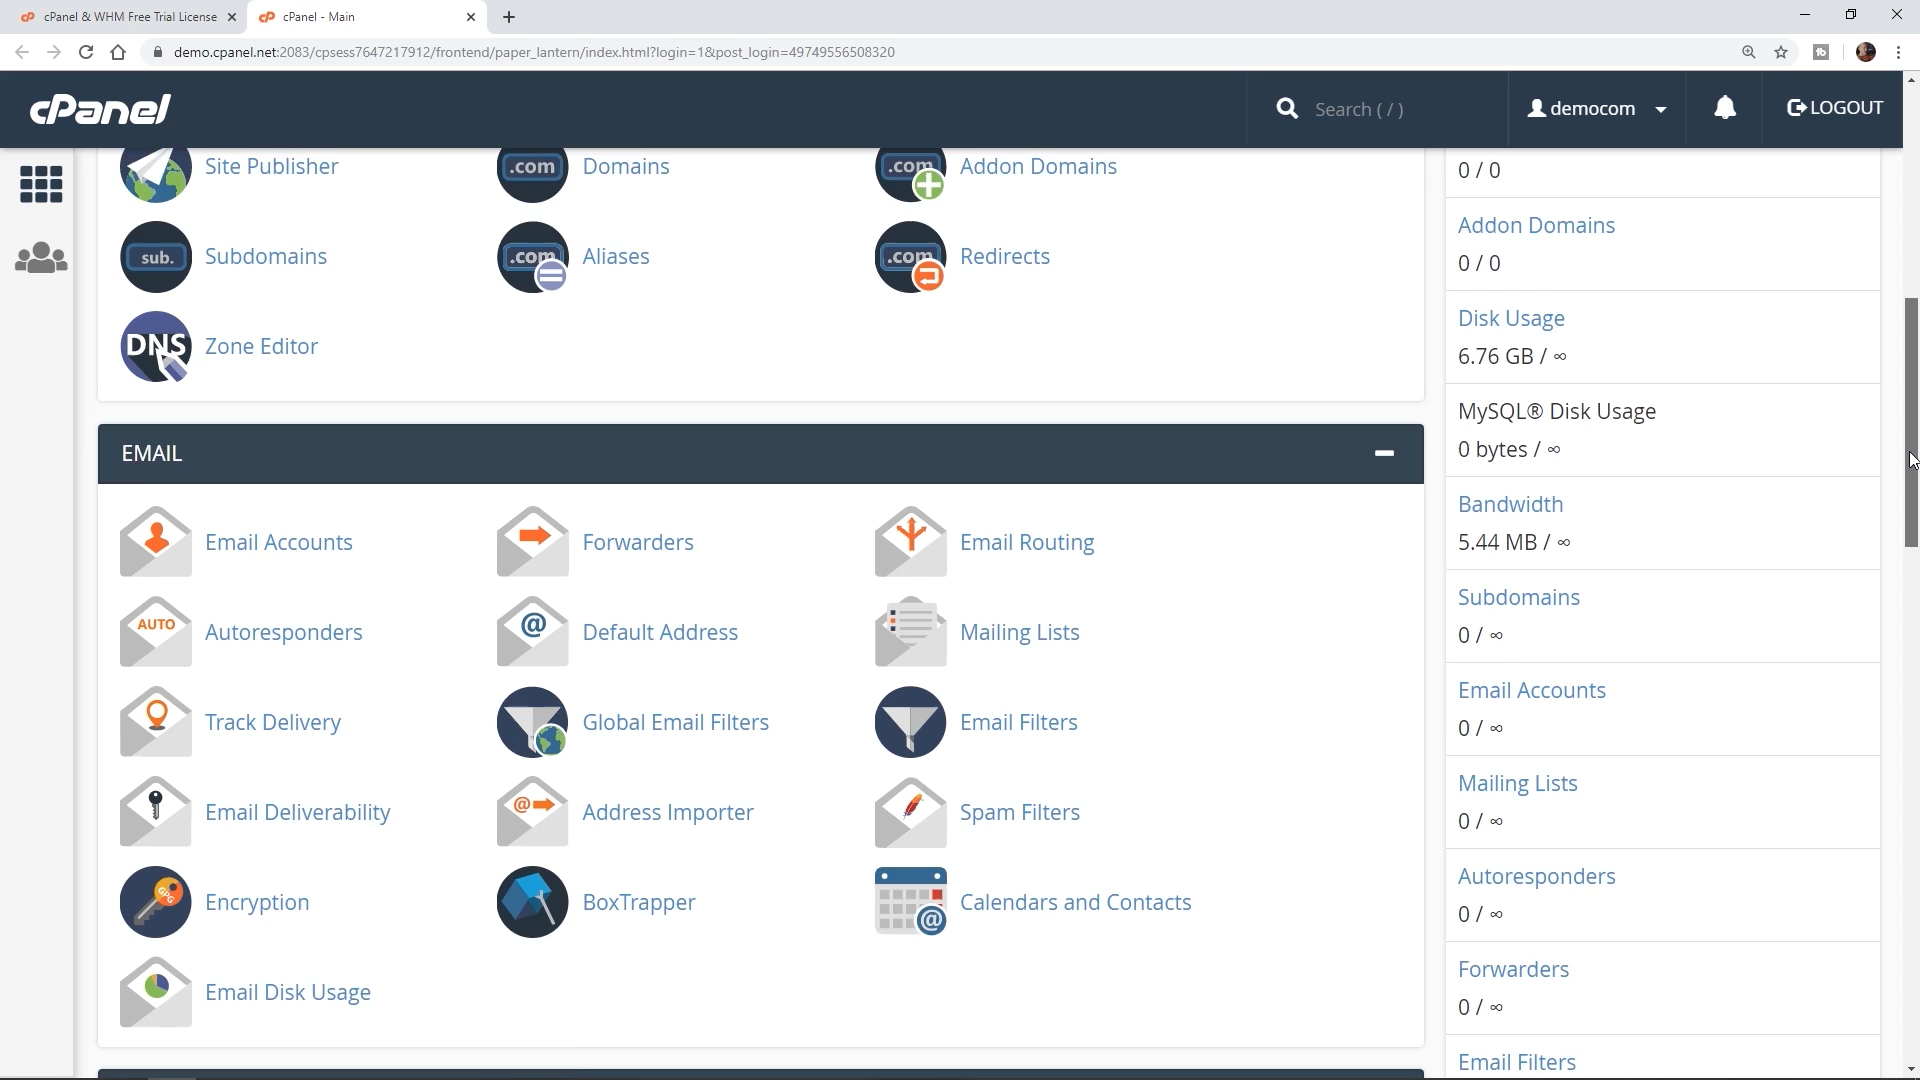 cPanel & WHM Free Trial License
cPanel - Main
demo.cpanel.net:2083/cpsess7647217912/frontend/paper_lantern/index.html?login=1&post_login=49749556508320
cPanel
Search ( / )
democom
LOGOUT
Site Publisher
.com
Domains
.com
Addon Domains
sub.
Subdomains
.com
Aliases
.com
Redirects
DNS
Zone Editor
EMAIL
Email Accounts
Forwarders
Email Routing
AUTO
Autoresponders
@
Default Address
Mailing Lists
Track Delivery
Global Email Filters
Email Filters
Email Deliverability
@
Address Importer
Spam Filters
GPG
Encryption
BoxTrapper
@
Calendars and Contacts
Email Disk Usage
0 / 0
Addon Domains
0 / 0
Disk Usage
6.76 GB / ∞
MySQL® Disk Usage
0 bytes / ∞
Bandwidth
5.44 MB / ∞
Subdomains
0 / ∞
Email Accounts
0 / ∞
Mailing Lists
0 / ∞
Autoresponders
0 / ∞
Forwarders
0 / ∞
Email Filters